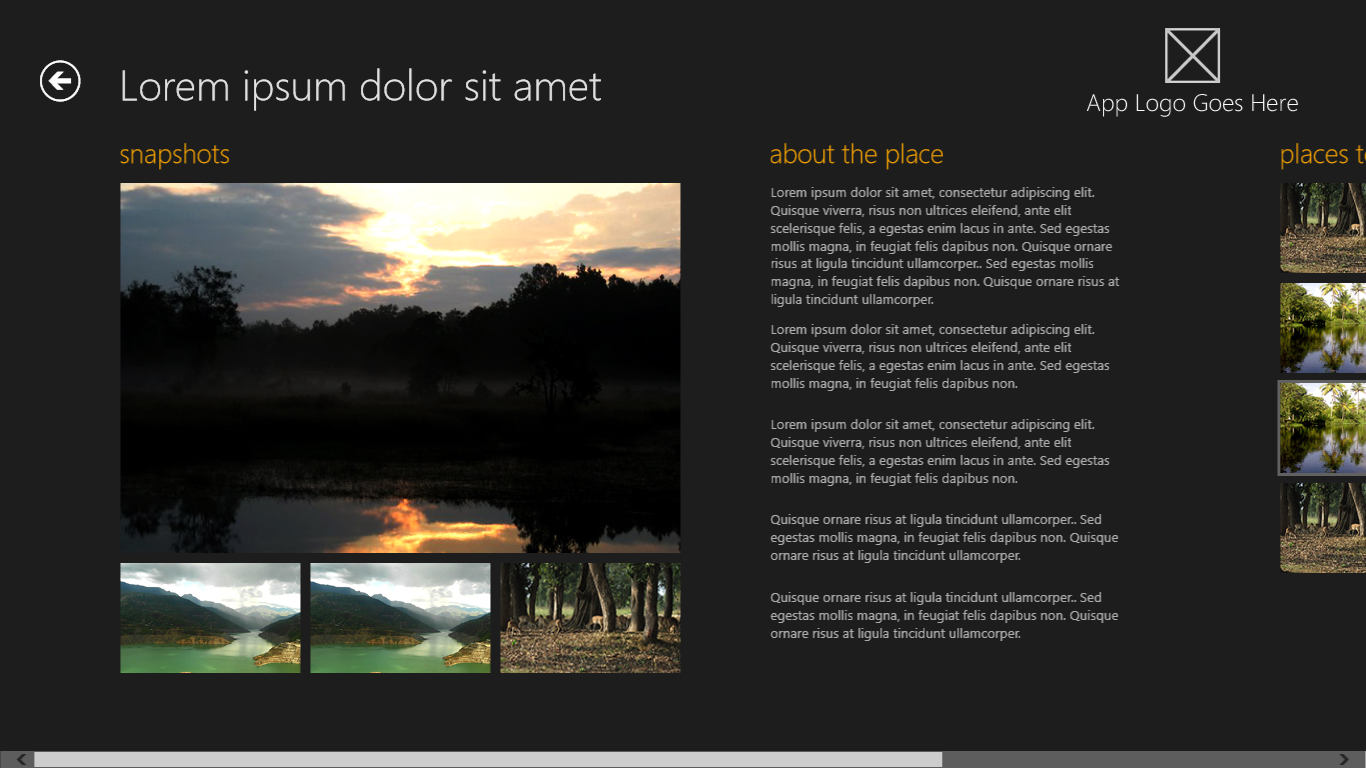 Lorem ipsum dolor sit amet
App Logo Goes Here
snapshots
about the place
Lorem ipsum dolor sit amet, consectetur adipiscing elit.
Quisque viverra, risus non ultrices eleifend, ante elit
scelerisque felis, a egestas enim lacus in ante. Sed egestas
mollis magna, in feugiat felis dapibus non. Quisque ornare
risus at ligula tincidunt ullamcorper.. Sed egestas mollis
magna, in feugiat felis dapibus non. Quisque ornare risus at
ligula tincidunt ullamcorper.
Lorem ipsum dolor sit amet, consectetur adipiscing elit.
Quisque viverra, risus non ultrices eleifend, ante elit
scelerisque felis, a egestas enim lacus in ante. Sed egestas
mollis magna, in feugiat felis dapibus non.
Lorem ipsum dolor sit amet, consectetur adipiscing elit.
Quisque viverra, risus non ultrices eleifend, ante elit
scelerisque felis, a egestas enim lacus in ante. Sed egestas
mollis magna, in feugiat felis dapibus non.
Quisque ornare risus at ligula tincidunt ullamcorper.. Sed
egestas mollis magna, in feugiat felis dapibus non. Quisque
ornare risus at ligula tincidunt ullamcorper.
Quisque ornare risus at ligula tincidunt ullamcorper.. Sed
egestas mollis magna, in feugiat felis dapibus non. Quisque
ornare risus at ligula tincidunt ullamcorper.
places